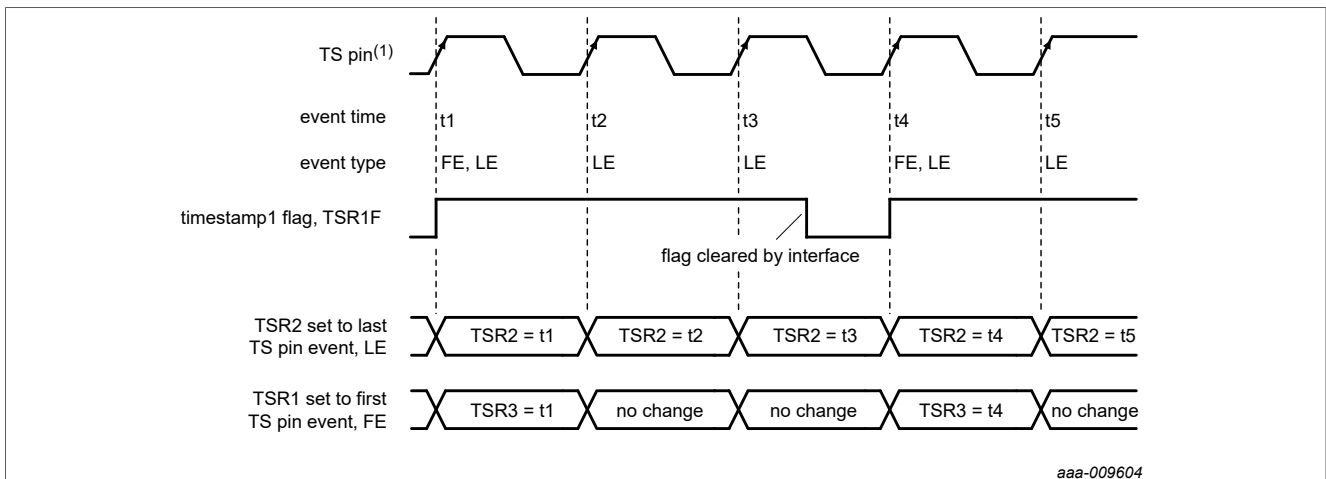 TS pin(1)
event time t1 t2 t3 t4 t5
event type FE, LE LE LE FE, LE LE
timestamp1 flag, TSR1F
flag cleared by interface
TSR2 set to last
TS pin event, LE
TSR2 = t1 TSR2 = t2 TSR2 = t3 TSR2 = t4 TSR2 = t5
TSR1 set to first
TS pin event, FE
TSR3 = t1 no change no change TSR3 = t4 no change
aaa-009604